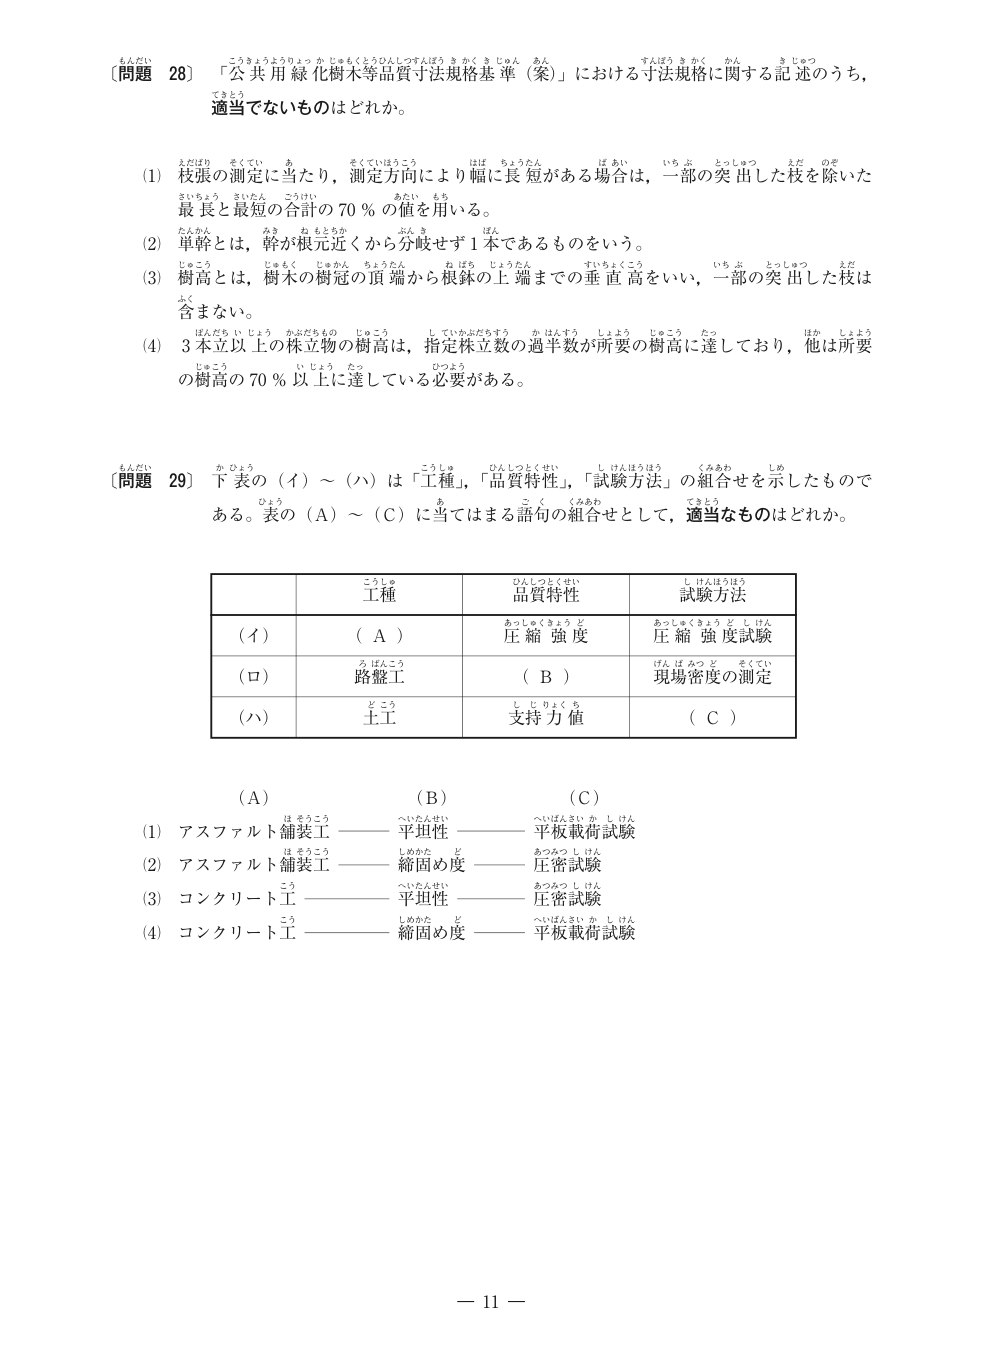 〔問題　28〕　「公共用緑化樹木等品質寸法規格基準（案）」における寸法規格に関する記述のうち，
適当でないものはどれか。
⑴　枝張の測定に当たり，測定方向により幅に長短がある場合は，一部の突出した枝を除いた
最長と最短の合計の 70 % の値を用いる。
⑵　単幹とは，幹が根元近くから分岐せず 1 本であるものをいう。
⑶　樹高とは，樹木の樹冠の頂端から根鉢の上端までの垂直高をいい，一部の突出した枝は
含まない。
⑷　3 本立以上の株立物の樹高は，指定株立数の過半数が所要の樹高に達しており，他は所要
の樹高の 70 % 以上に達している必要がある。
〔問題　29〕　下表の（イ）～（ハ）は「工種」，「品質特性」，「試験方法」の組合せを示したもので
ある。表の（A）～（C）に当てはまる語句の組合せとして，適当なものはどれか。
工種　品質特性　試験方法
（イ）　（ A ）　圧縮強度　圧縮強度試験
（ロ）　路盤工　（ B ）　現場密度の測定
（ハ）　土工　支持力値　（ C ）
（A）　（B）　（C）
⑴　アスファルト舗装工 ――― 平坦性 ―――― 平板載荷試験
⑵　アスファルト舗装工 ――― 締固め度 ――― 圧密試験
⑶　コンクリート工 ――――― 平坦性 ―――― 圧密試験
⑷　コンクリート工 ――――― 締固め度 ――― 平板載荷試験
― 11 ―